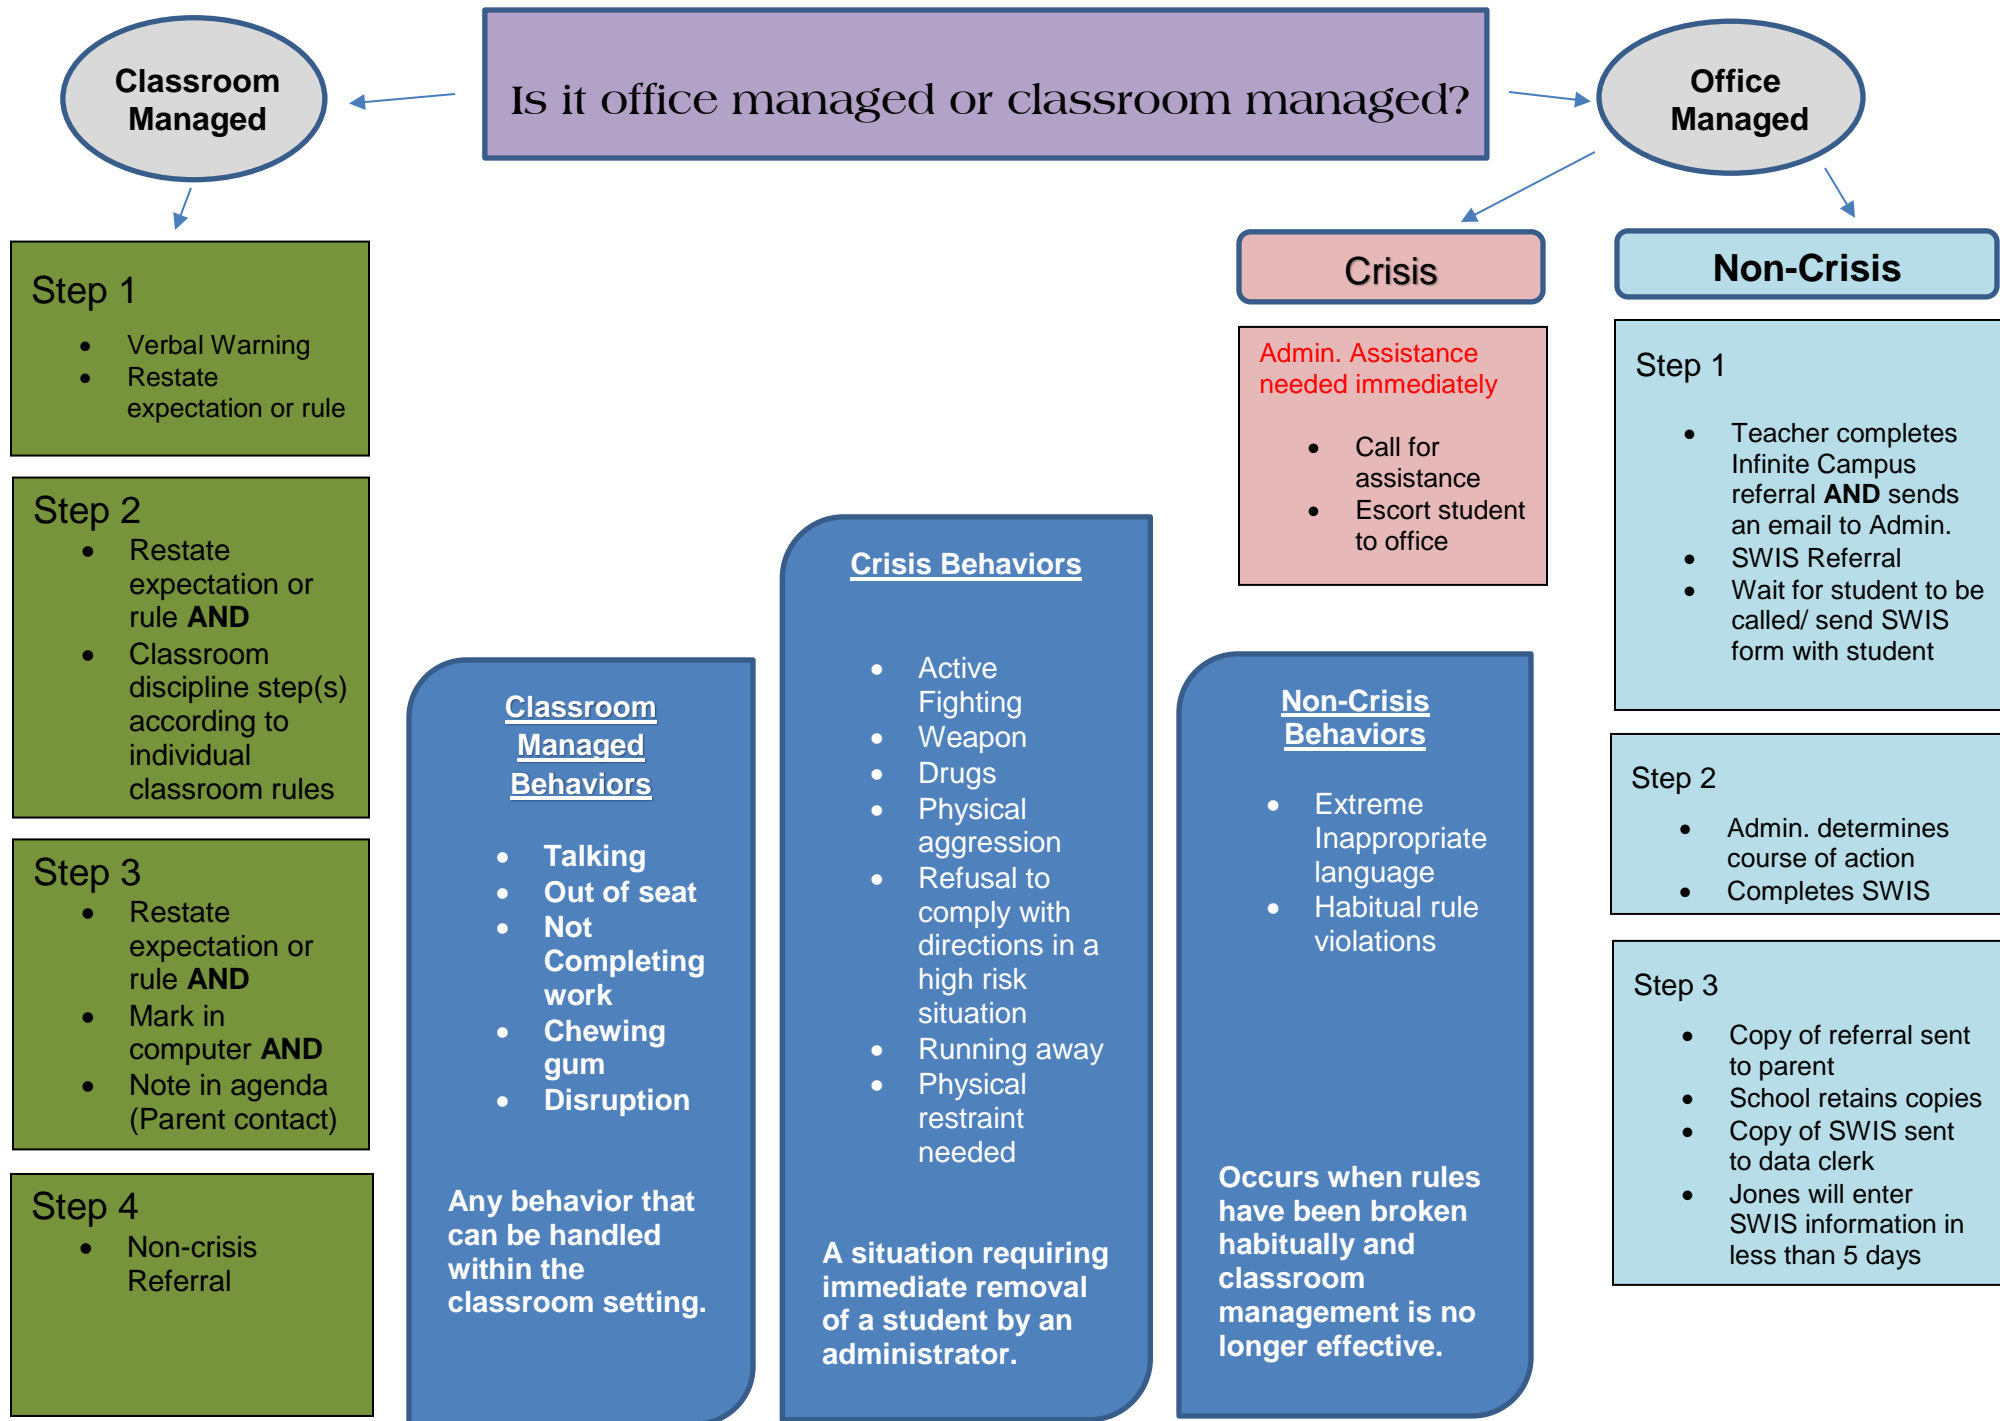 Classroom
Managed
Is it office managed or classroom managed?
Office
Managed
Step 1
• Verbal Warning
• Restate
expectation or rule
Step 2
• Restate
expectation or
rule AND
• Classroom
discipline step(s)
according to
individual
classroom rules
Step 3
• Restate
expectation or
rule AND
• Mark in
computer AND
• Note in agenda
(Parent contact)
Step 4
• Non-crisis
Referral
Classroom
Managed
Behaviors
• Talking
• Out of seat
• Not
Completing
work
• Chewing
gum
• Disruption
Any behavior that
can be handled
within the
classroom setting.
Crisis Behaviors
• Active
Fighting
• Weapon
• Drugs
• Physical
aggression
• Refusal to
comply with
directions in a
high risk
situation
• Running away
• Physical
restraint
needed
A situation requiring
immediate removal
of a student by an
administrator.
Crisis
Admin. Assistance
needed immediately
• Call for
assistance
• Escort student
to office
Non-Crisis
Behaviors
• Extreme
Inappropriate
language
• Habitual rule
violations
Occurs when rules
have been broken
habitually and
classroom
management is no
longer effective.
Non-Crisis
Step 1
• Teacher completes
Infinite Campus
referral AND sends
an email to Admin.
• SWIS Referral
• Wait for student to be
called/ send SWIS
form with student
Step 2
• Admin. determines
course of action
• Completes SWIS
Step 3
• Copy of referral sent
to parent
• School retains copies
• Copy of SWIS sent
to data clerk
• Jones will enter
SWIS information in
less than 5 days